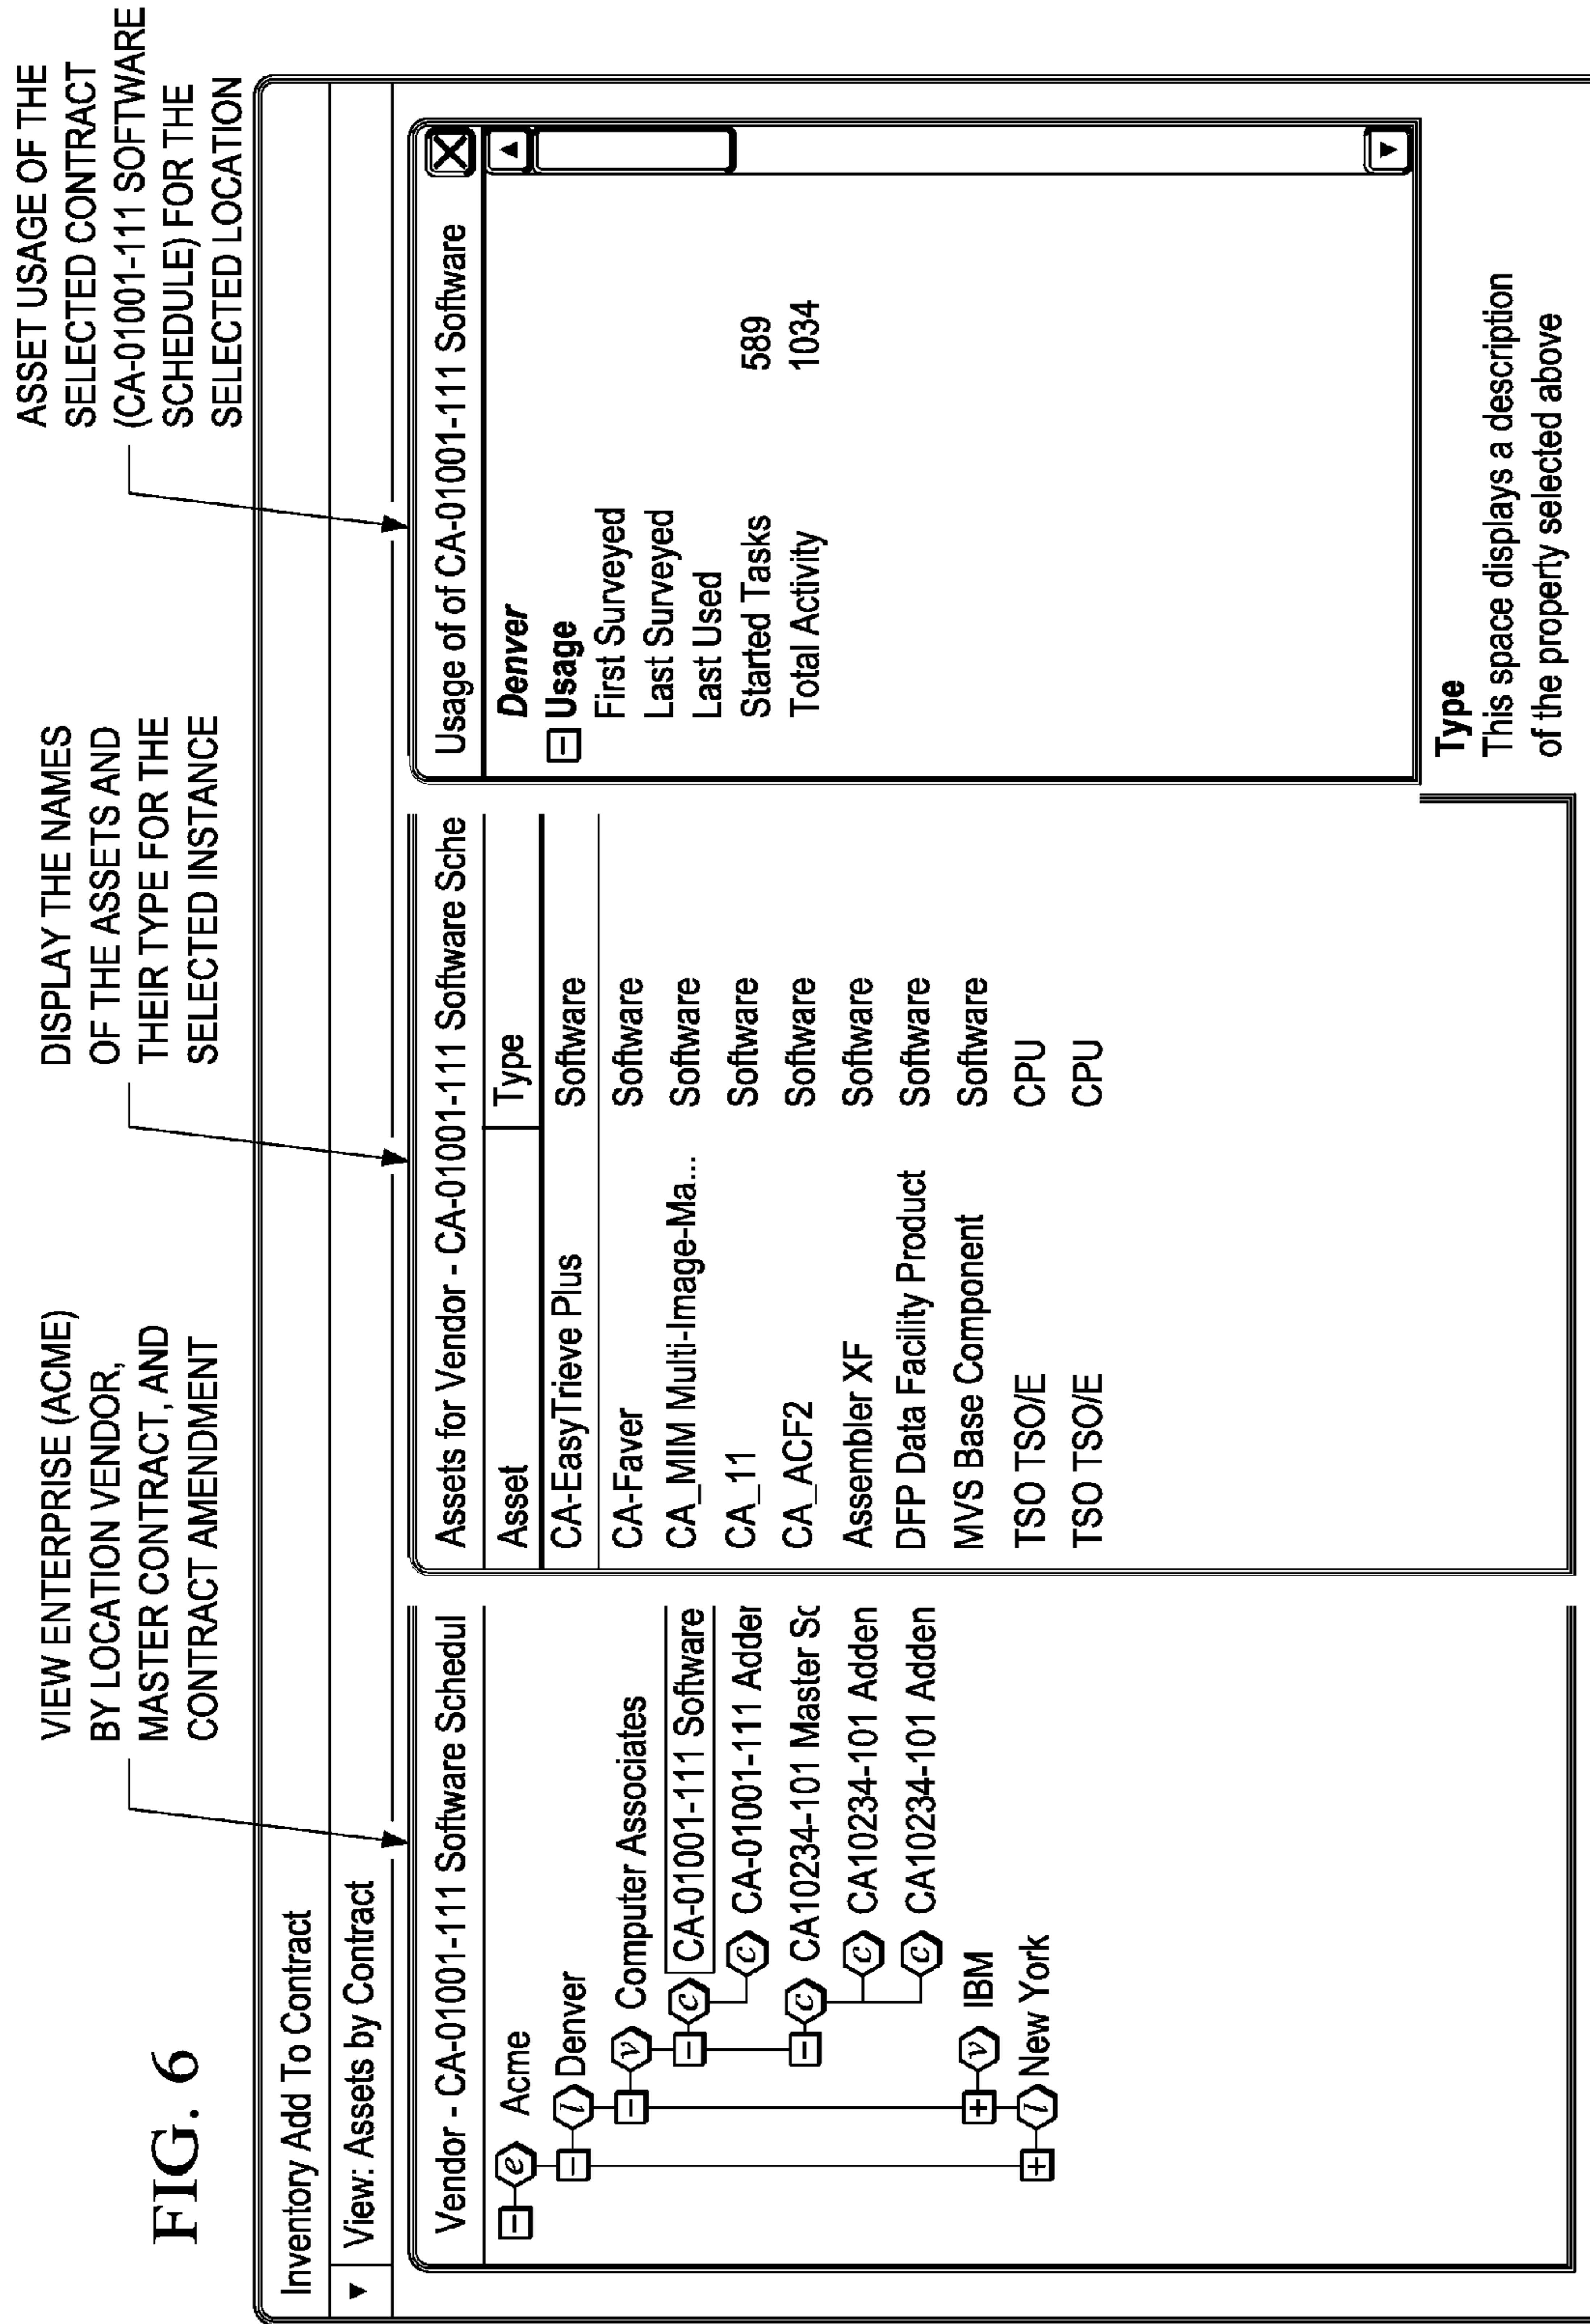 FIG. 6
VIEW ENTERPRISE (ACME)
BY LOCATION VENDOR,
MASTER CONTRACT, AND
CONTRACT AMENDMENT
DISPLAY THE NAMES
OF THE ASSETS AND
THEIR TYPE FOR THE
SELECTED INSTANCE
ASSET USAGE OF THE
SELECTED CONTRACT
(CA-01001-111 SOFTWARE
SCHEDULE) FOR THE
SELECTED LOCATION
Inventory Add To Contract
View: Assets by Contract
Vendor - CA-01001-111 Software Schedul
e Acme
l Denver
v Computer Associates
c CA-01001-111 Software
c CA-01001-111 Adder
c CA10234-101 Master Sc
c CA10234-101 Adden
c CA10234-101 Adden
v IBM
l New York
Assets for Vendor - CA-01001-111 Software Sche
Asset Type
CA-EasyTrieve Plus Software
CA-Faver Software
CA_MIM Multi-Image-Ma... Software
CA_11 Software
CA_ACF2 Software
Assembler XF Software
DFP Data Facility Product Software
MVS Base Component Software
TSO TSO/E CPU
TSO TSO/E CPU
Usage of of CA-01001-111 Software
Denver
Usage
First Surveyed
Last Surveyed
Last Used
Started Tasks 589
Total Activity 1034
Type
This space displays a description
of the property selected above